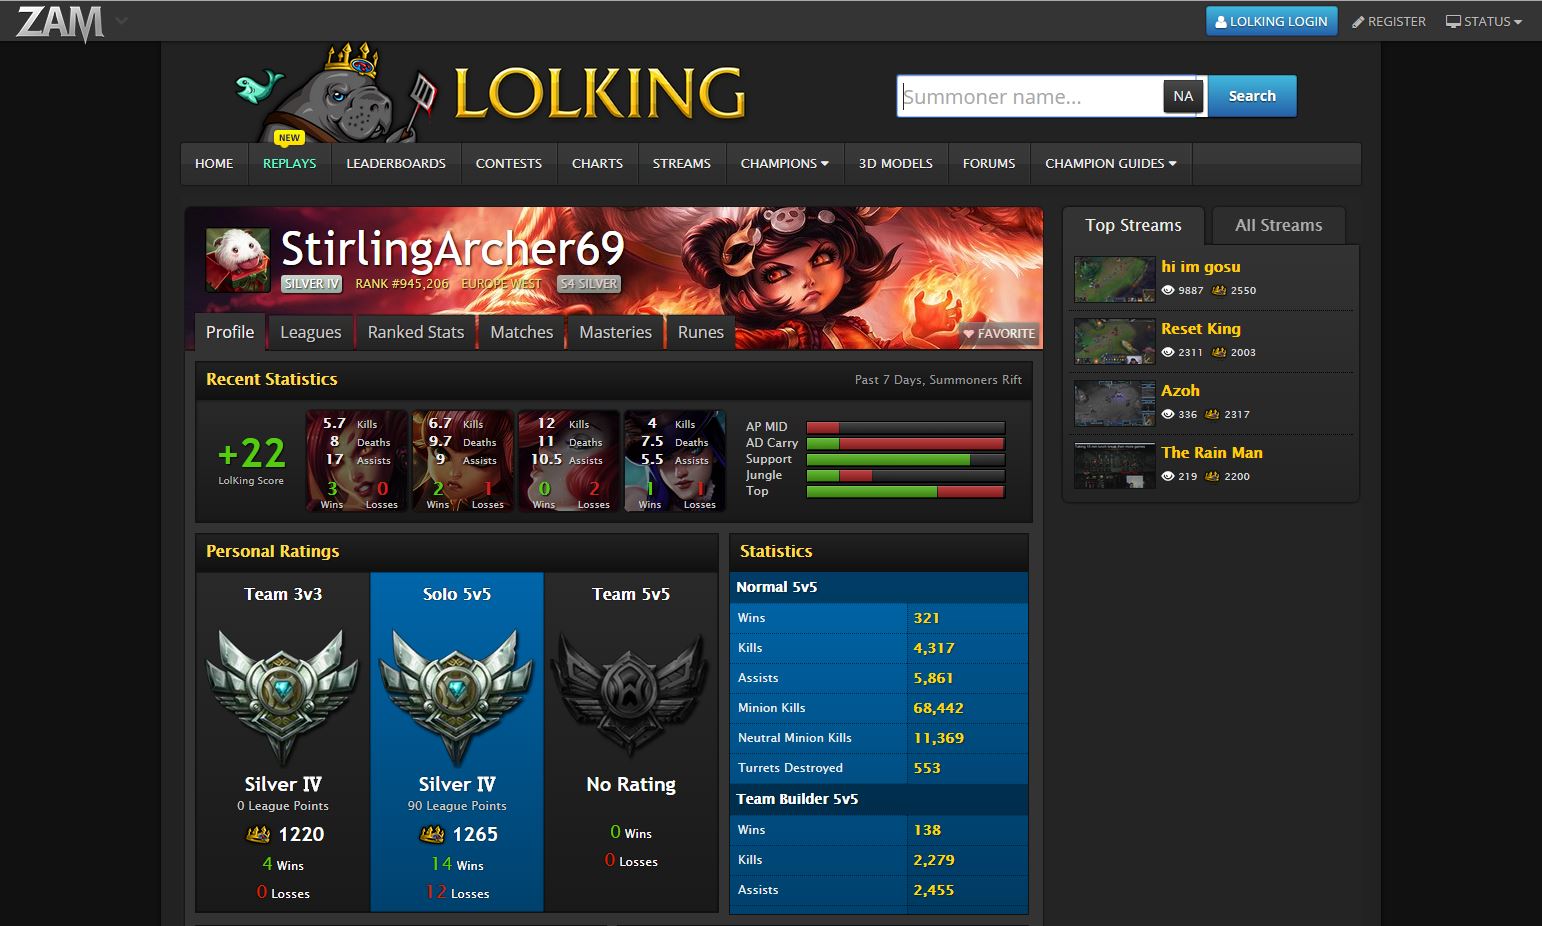 ZAM
LOLKING LOGIN
REGISTER
STATUS
LOLKING
Summoner name...
NA
Search
NEW
HOME
REPLAYS
LEADERBOARDS
CONTESTS
CHARTS
STREAMS
CHAMPIONS
3D MODELS
FORUMS
CHAMPION GUIDES
StirlingArcher69
SILVER IV RANK #945,206 EUROPE WEST S4 SILVER
Profile
Leagues
Ranked Stats
Matches
Masteries
Runes
FAVORITE
Recent Statistics
Past 7 Days, Summoners Rift
+22
LolKing Score
5.7 Kills
8 Deaths
17 Assists
3 Wins
0 Losses
6.7 Kills
9.7 Deaths
9 Assists
2 Wins
1 Losses
12 Kills
11 Deaths
10.5 Assists
0 Wins
2 Losses
4 Kills
7.5 Deaths
5.5 Assists
1 Wins
1 Losses
AP MID
AD Carry
Support
Jungle
Top
Personal Ratings
Team 3v3
Silver IV
0 League Points
1220
4 Wins
0 Losses
Solo 5v5
Silver IV
90 League Points
1265
14 Wins
12 Losses
Team 5v5
No Rating
0 Wins
0 Losses
Statistics
Normal 5v5
Wins 321
Kills 4,317
Assists 5,861
Minion Kills 68,442
Neutral Minion Kills 11,369
Turrets Destroyed 553
Team Builder 5v5
Wins 138
Kills 2,279
Assists 2,455
Top Streams
All Streams
hi im gosu
9887 2550
Reset King
2311 2003
Azoh
336 2317
The Rain Man
219 2200